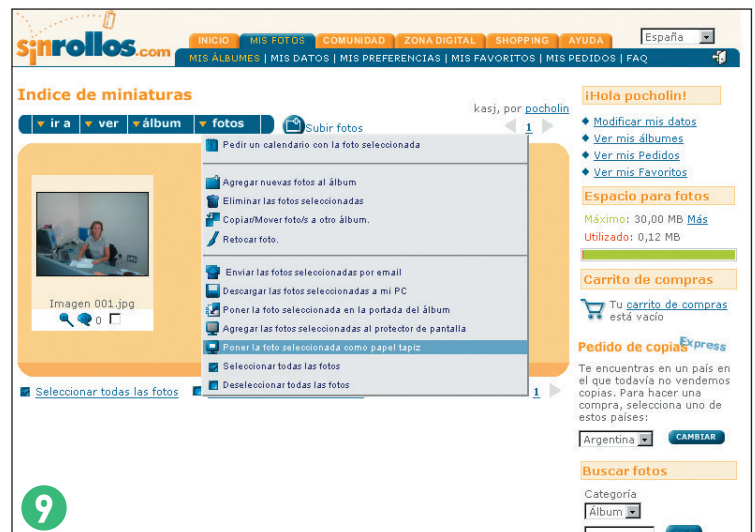 sinrollos.com
INICIO MIS FOTOS COMUNIDAD ZONA DIGITAL SHOPPING AYUDA España
MIS ÁLBUMES | MIS DATOS | MIS PREFERENCIAS | MIS FAVORITOS | MIS PEDIDOS | FAQ
Indice de miniaturas
kasj, por pocholin
ir a ver álbum fotos Subir fotos 1
Pedir un calendario con la foto seleccionada
Agregar nuevas fotos al álbum
Eliminar las fotos seleccionadas
Copiar/Mover foto/s a otro álbum.
Retocar foto.
Enviar las fotos seleccionadas por email
Descargar las fotos seleccionadas a mi PC
Poner la foto seleccionada en la portada del álbum
Agregar las fotos seleccionadas al protector de pantalla
Poner la foto seleccionada como papel tapiz
Seleccionar todas las fotos
Deseleccionar todas las fotos
Imagen 001.jpg
0
Seleccionar todas las fotos
1
¡Hola pocholin!
Modificar mis datos
Ver mis álbumes
Ver mis Pedidos
Ver mis Favoritos
Espacio para fotos
Máximo: 30,00 MB Más
Utilizado: 0,12 MB
Carrito de compras
Tu carrito de compras
está vacío
Pedido de copias Express
Te encuentras en un país en
el que todavía no vendemos
copias. Para hacer una
compra, selecciona uno de
estos países:
Argentina CAMBIAR
Buscar fotos
Categoría
Álbum
9